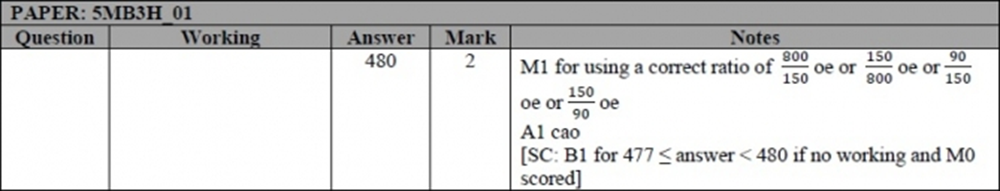 PAPER: 5MB3H_01
Question Working Answer Mark Notes
480 2 M1 for using a correct ratio of 800/150 oe or 150/800 oe or 90/150
oe or 150/90 oe
A1 cao
[SC: B1 for 477 ≤ answer < 480 if no working and M0
scored]